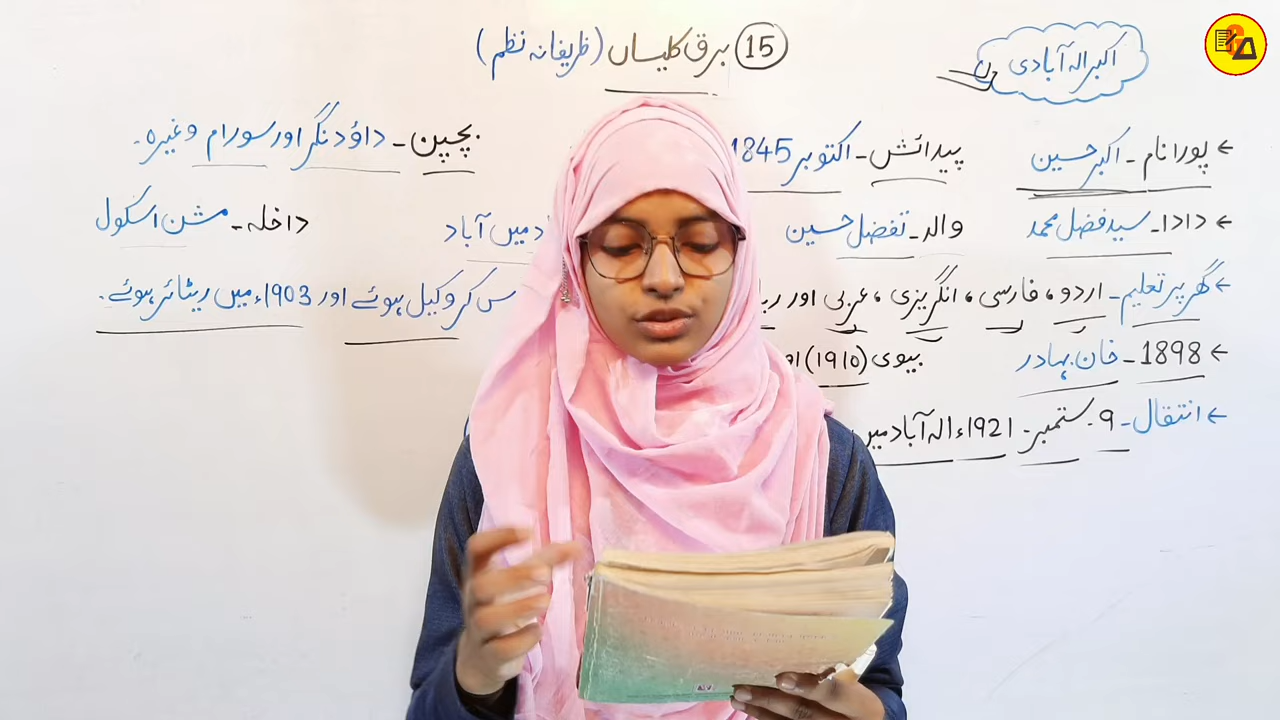 15 برق کلیساں (ظریفانہ نظم)
اکبر الہ آبادی
← پورا نام - اکبر حسین پیدائش - اکتوبر 1845 بچپن - داؤد نگر اور سورام وغیرہ۔
← دادا - سید فضل محمد والد - تفضل حسین میں آباد داخلہ - مشن اسکول
← گھر پر تعلیم - اردو، فارسی، انگریزی، عربی اور کر وکیل ہوئے اور 1903ء میں ریٹائر ہوئے۔
← 1898 - خان بہادر بیوی (1910)
← انتقال - 9 - ستمبر - 1921ء الہ آباد میں